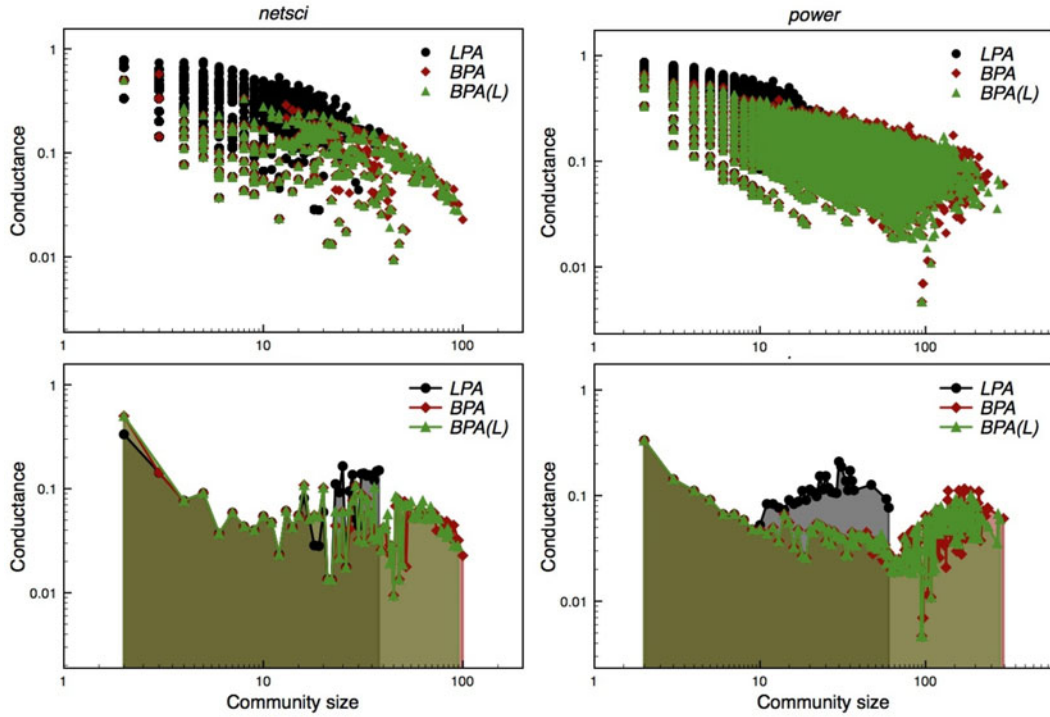 netsci
Conductance
1
0.1
0.01
LPA
BPA
BPA(L)
1
10
100
power
Conductance
1
0.1
0.01
LPA
BPA
BPA(L)
1
10
100
Conductance
1
0.1
0.01
LPA
BPA
BPA(L)
1
10
100
Community size
Conductance
1
0.1
0.01
LPA
BPA
BPA(L)
1
10
100
Community size